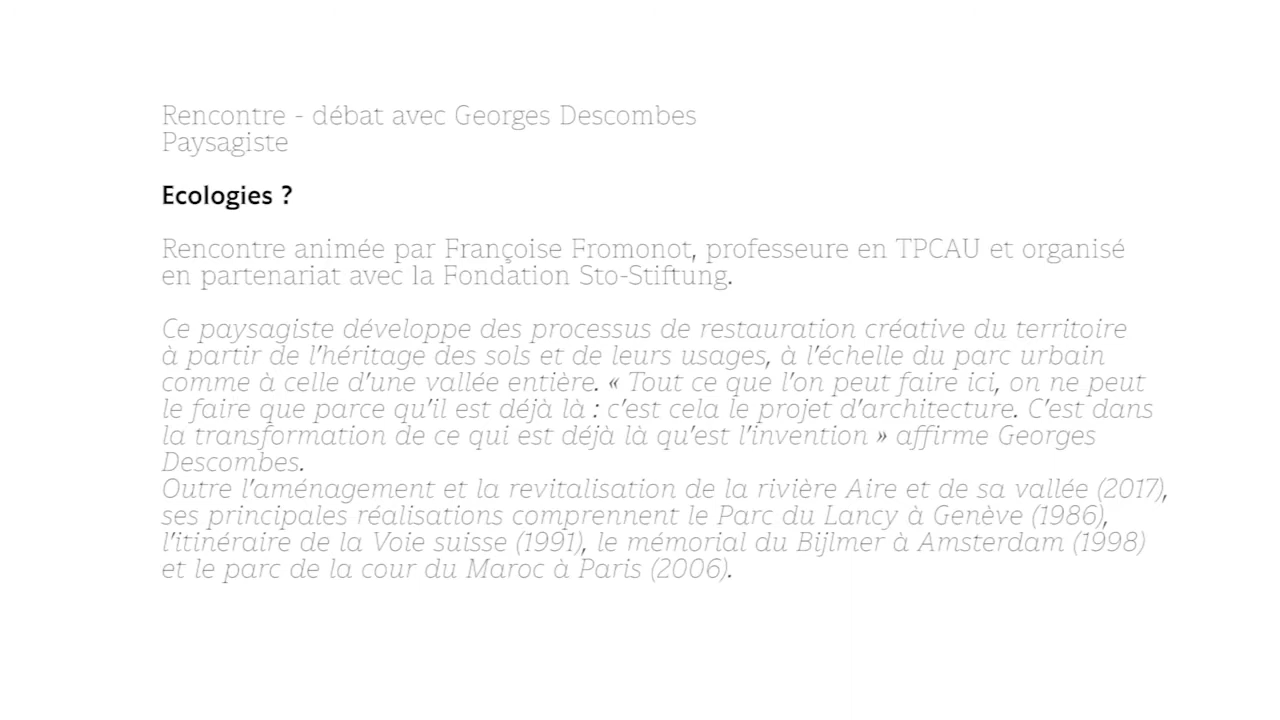 Rencontre - débat avec Georges Descombes
Paysagiste
Ecologies ?
Rencontre animée par Françoise Fromonot, professeure en TPCAU et organisé
en partenariat avec la Fondation Sto-Stiftung.
Ce paysagiste développe des processus de restauration créative du territoire
à partir de l'héritage des sols et de leurs usages, à l'échelle du parc urbain
comme à celle d'une vallée entière. « Tout ce que l'on peut faire ici, on ne peut
le faire que parce qu'il est déjà là : c'est cela le projet d'architecture. C'est dans
la transformation de ce qui est déjà là qu'est l'invention » affirme Georges
Descombes.
Outre l'aménagement et la revitalisation de la rivière Aire et de sa vallée (2017),
ses principales réalisations comprennent le Parc du Lancy à Genève (1986),
l'itinéraire de la Voie suisse (1991), le mémorial du Bijlmer à Amsterdam (1998)
et le parc de la cour du Maroc à Paris (2006).